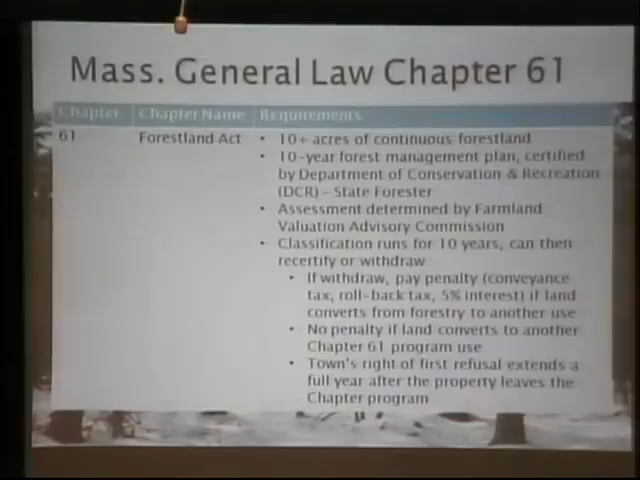 Mass. General Law Chapter 61
Chapter Chapter Name Requirements
61 Forestland Act • 10+ acres of continuous forestland
• 10-year forest management plan, certified
by Department of Conservation & Recreation
(DCR) - State Forester
• Assessment determined by Farmland
Valuation Advisory Commission
• Classification runs for 10 years, can then
recertify or withdraw
• If withdraw, pay penalty (conveyance
tax, roll-back tax, 5% interest) if land
converts from forestry to another use
• No penalty if land converts to another
Chapter 61 program use
• Town's right of first refusal extends a
full year after the property leaves the
Chapter program